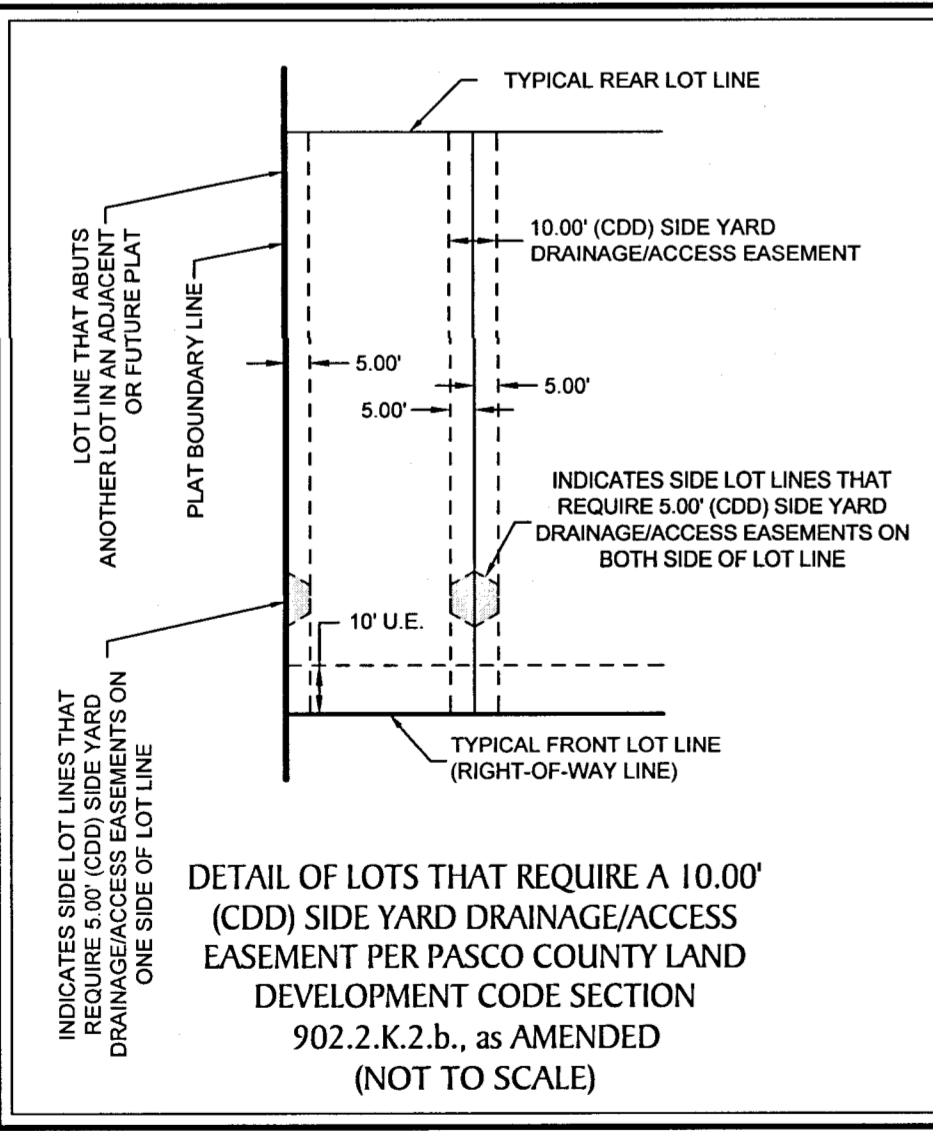 TYPICAL REAR LOT LINE
LOT LINE THAT ABUTS
ANOTHER LOT IN AN ADJACENT
OR FUTURE PLAT
PLAT BOUNDARY LINE
10.00' (CDD) SIDE YARD
DRAINAGE/ACCESS EASEMENT
5.00'
5.00'
5.00'
INDICATES SIDE LOT LINES THAT
REQUIRE 5.00' (CDD) SIDE YARD
DRAINAGE/ACCESS EASEMENTS ON
BOTH SIDE OF LOT LINE
10' U.E.
INDICATES SIDE LOT LINES THAT
REQUIRE 5.00' (CDD) SIDE YARD
DRAINAGE/ACCESS EASEMENTS ON
ONE SIDE OF LOT LINE
TYPICAL FRONT LOT LINE
(RIGHT-OF-WAY LINE)
DETAIL OF LOTS THAT REQUIRE A 10.00'
(CDD) SIDE YARD DRAINAGE/ACCESS
EASEMENT PER PASCO COUNTY LAND
DEVELOPMENT CODE SECTION
902.2.K.2.b., as AMENDED
(NOT TO SCALE)